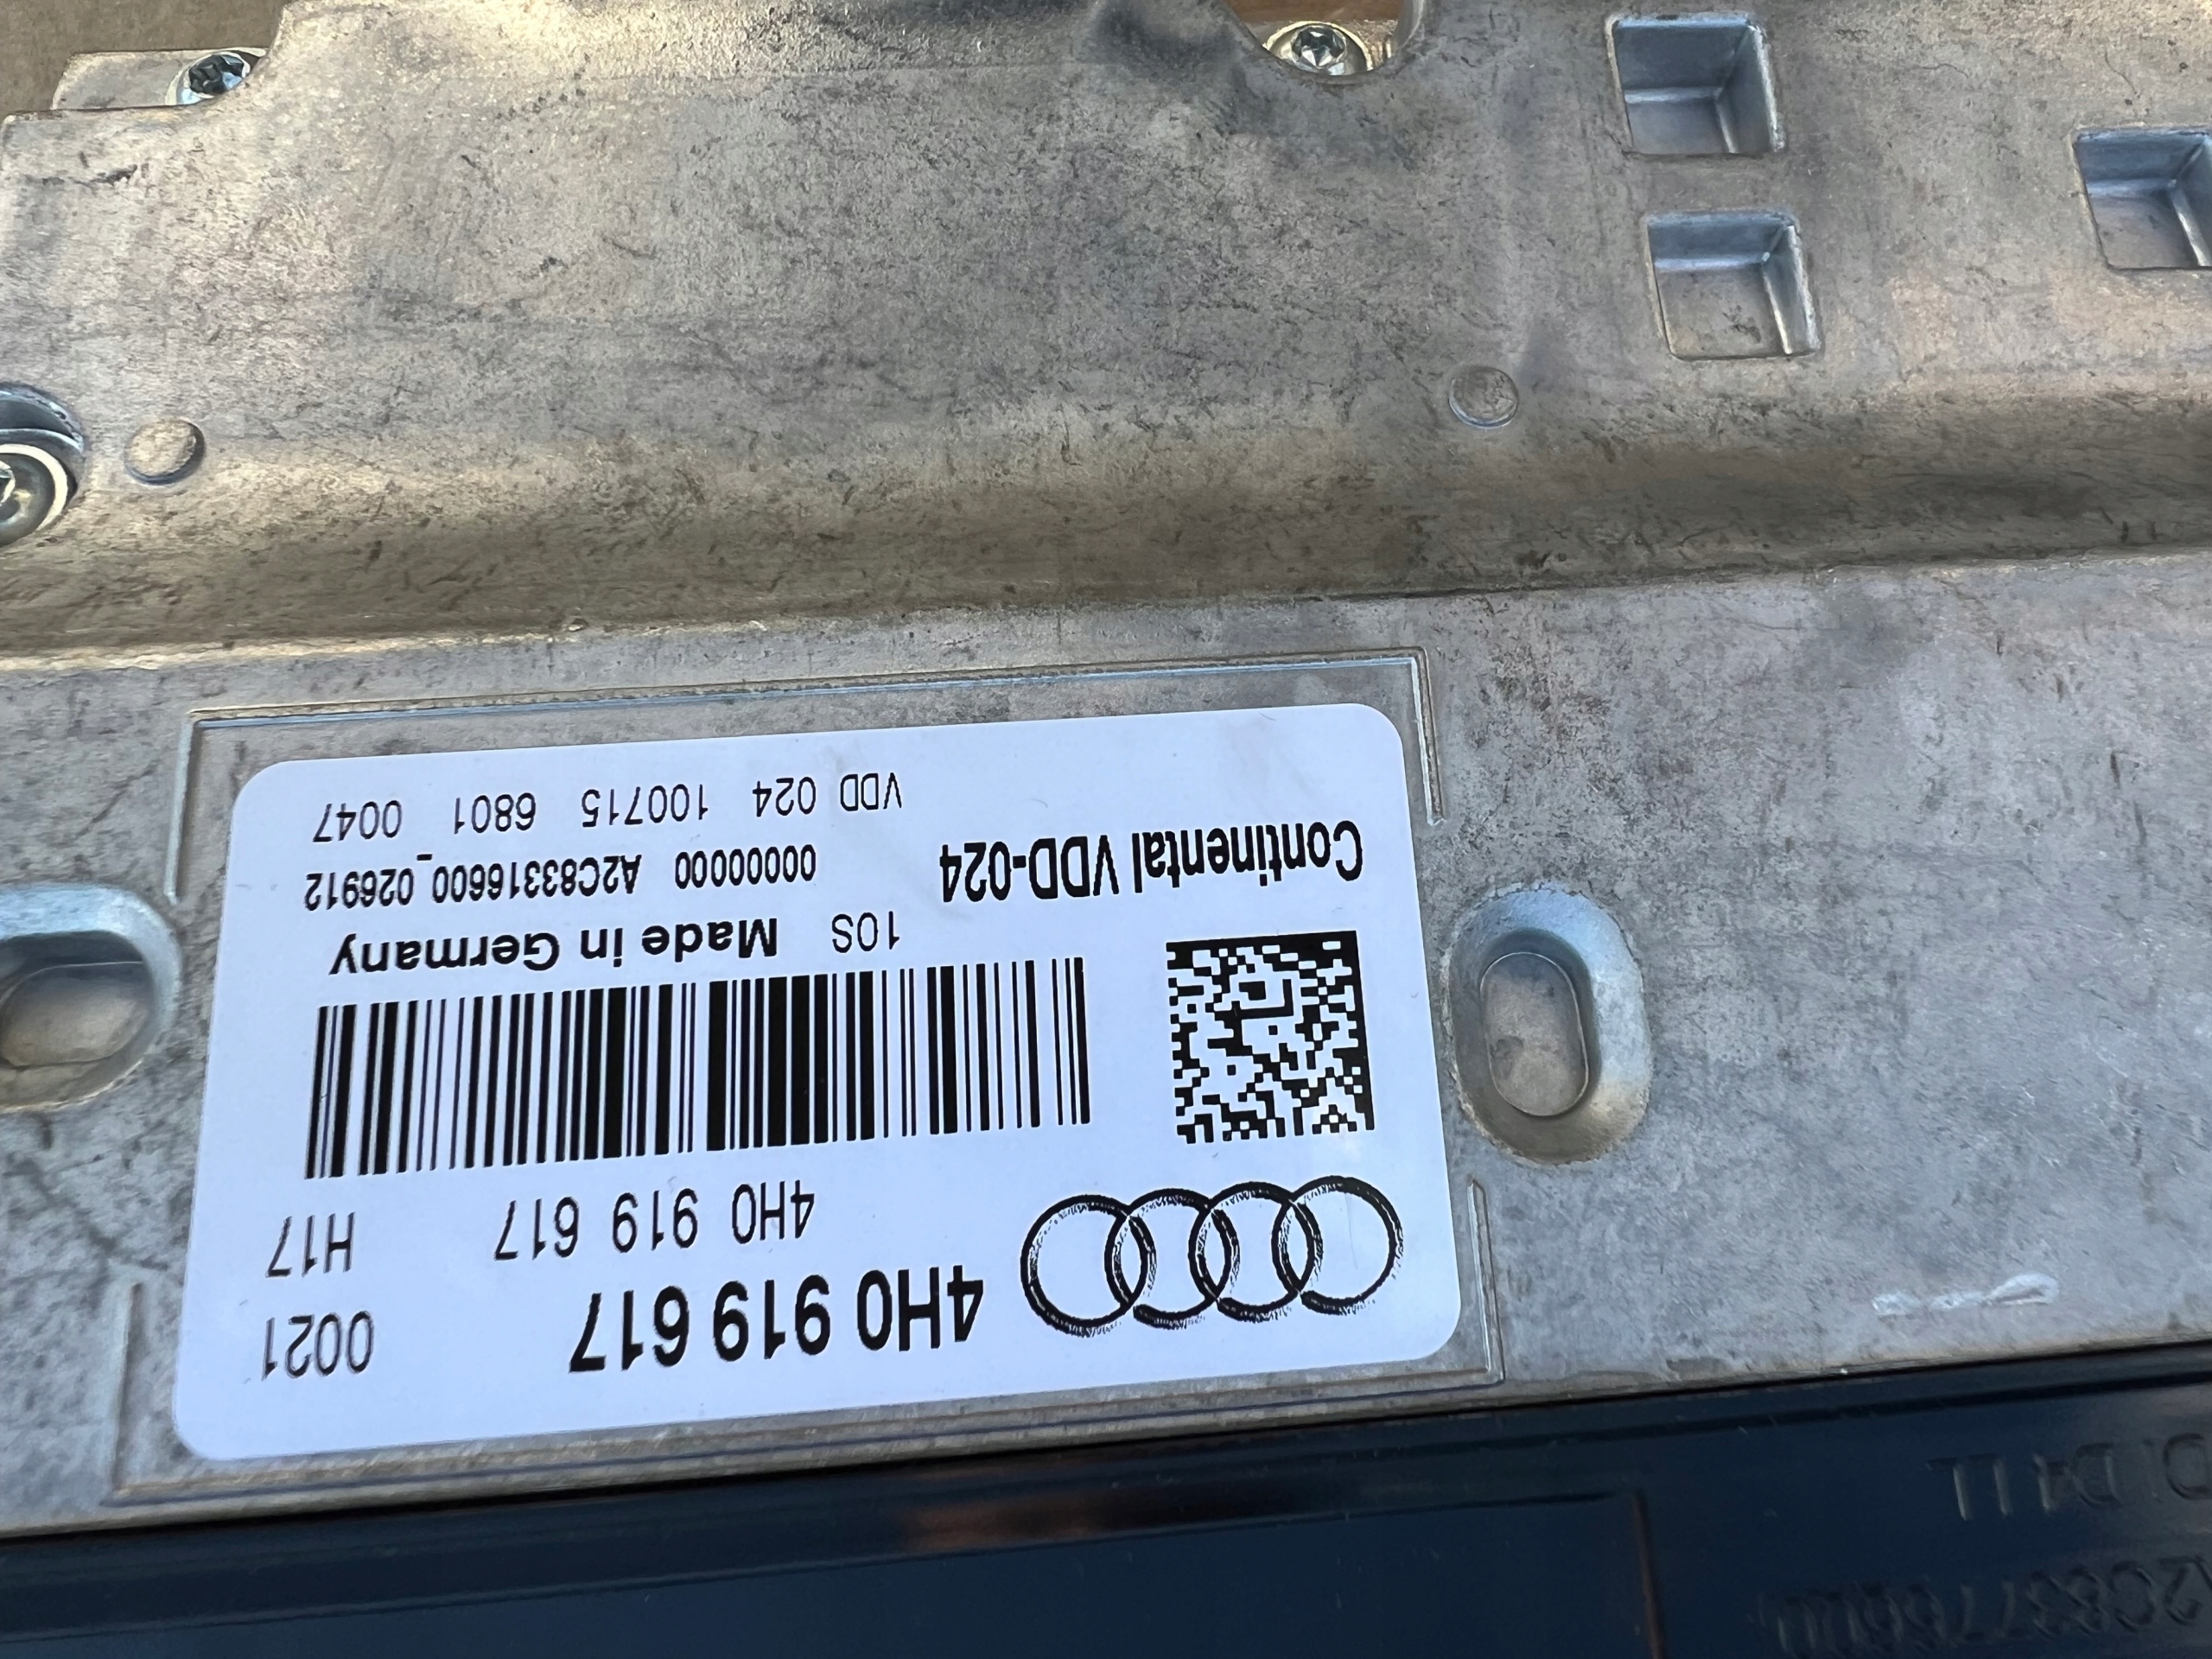 4H0 919 617 0021
4H0 919 617 H17
10S Made in Germany
Continental VDD-024 00000000 A2C83316600_026912
VDD 024 100715 6801 0047